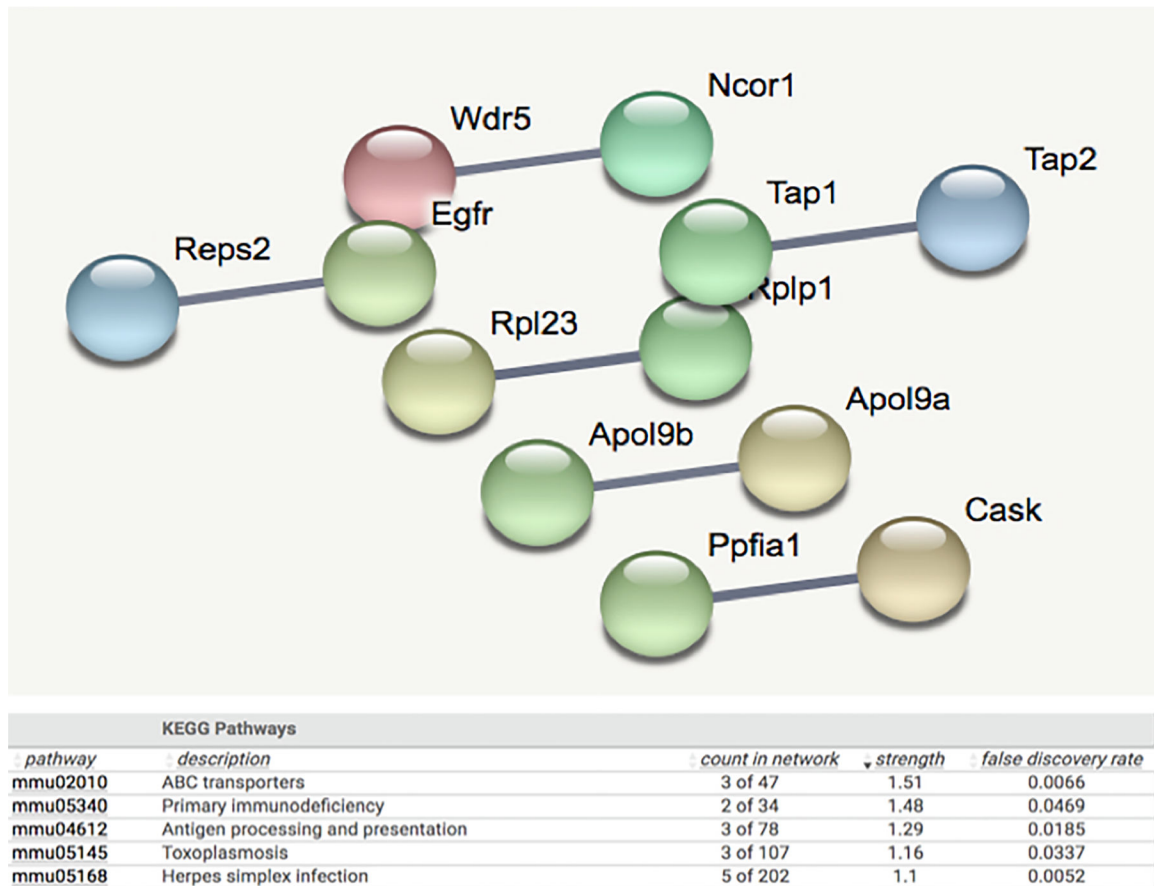 Ncor1
Wdr5
Tap2
Tap1
Egfr
Reps2
Rplp1
Rpl23
Apol9a
Apol9b
Cask
Ppfia1
KEGG Pathways
pathway description count in network strength false discovery rate
mmu02010 ABC transporters 3 of 47 1.51 0.0066
mmu05340 Primary immunodeficiency 2 of 34 1.48 0.0469
mmu04612 Antigen processing and presentation 3 of 78 1.29 0.0185
mmu05145 Toxoplasmosis 3 of 107 1.16 0.0337
mmu05168 Herpes simplex infection 5 of 202 1.1 0.0052